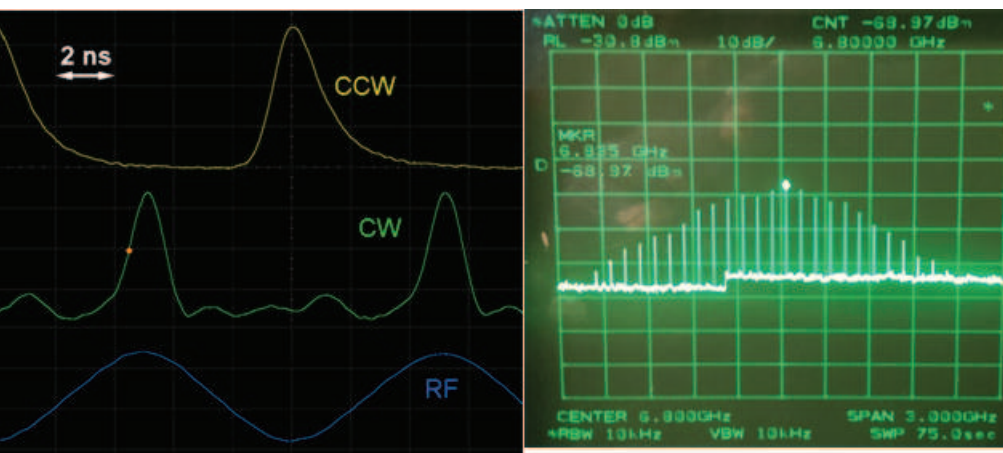 2 ns
CCW
CW
RF
*ATTEN 0dB
CNT -68.97dBm
RL -30.8dBm
10dB/
6.80000 GHz
MKR
6.935 GHz
-68.97 dBm
D
*
CENTER 6.800GHz
SPAN 3.000GHz
*RBW 10kHz
VBW 10kHz
SWP 75.0sec